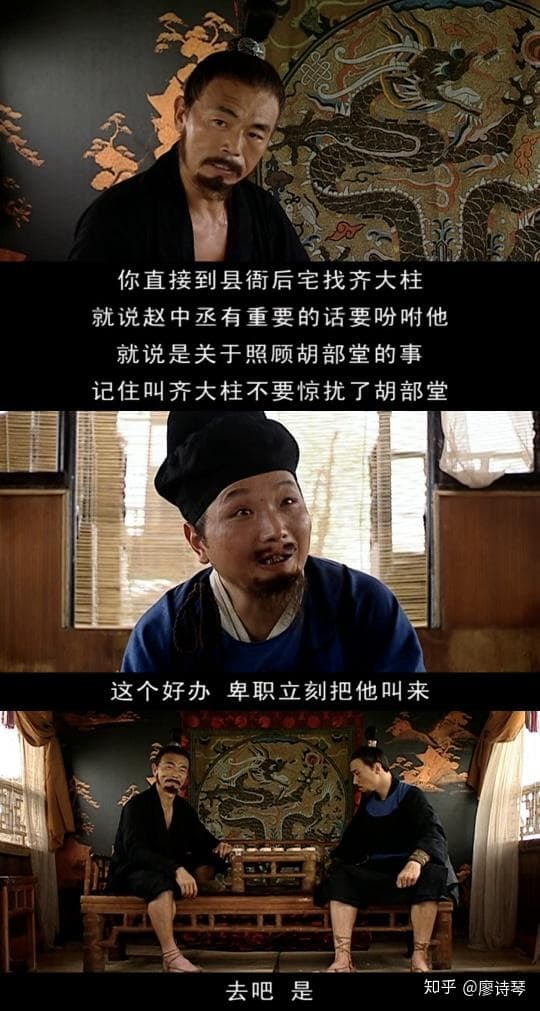 你直接到县衙后宅找齐大柱
就说赵中丞有重要的话要吩咐他
就说是关于照顾胡部堂的事
记住叫齐大柱不要惊扰了胡部堂
这个好办 卑职立刻把他叫来
去吧 是
知乎 @廖诗琴